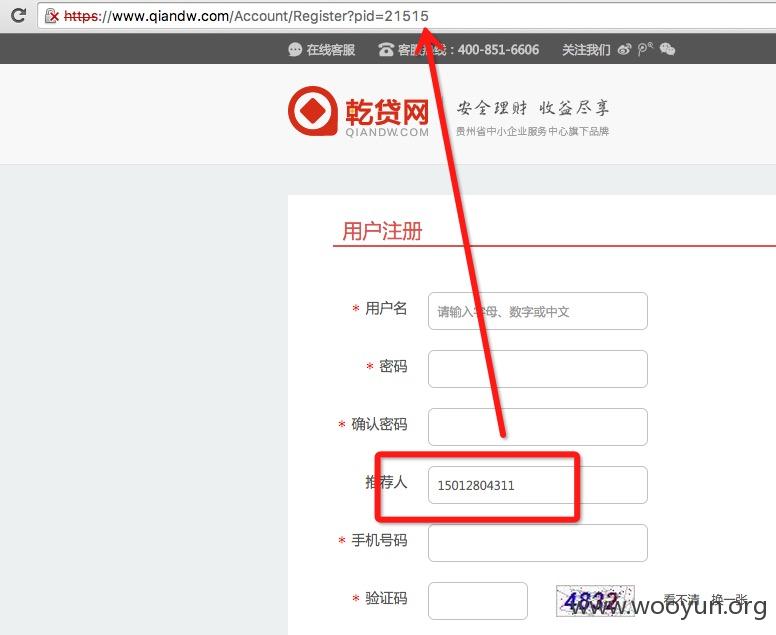 https://www.qiandw.com/Account/Register?pid=21515
在线客服 客服热线：400-851-6606 关注我们
乾贷网 安全理财 收益尽享
QIANDW.COM 贵州省中小企业服务中心旗下品牌
用户注册
* 用户名 请输入字母、数字或中文
* 密码
* 确认密码
推荐人 15012804311
* 手机号码
* 验证码 4832 看不清 换一张
www.wooyun.org